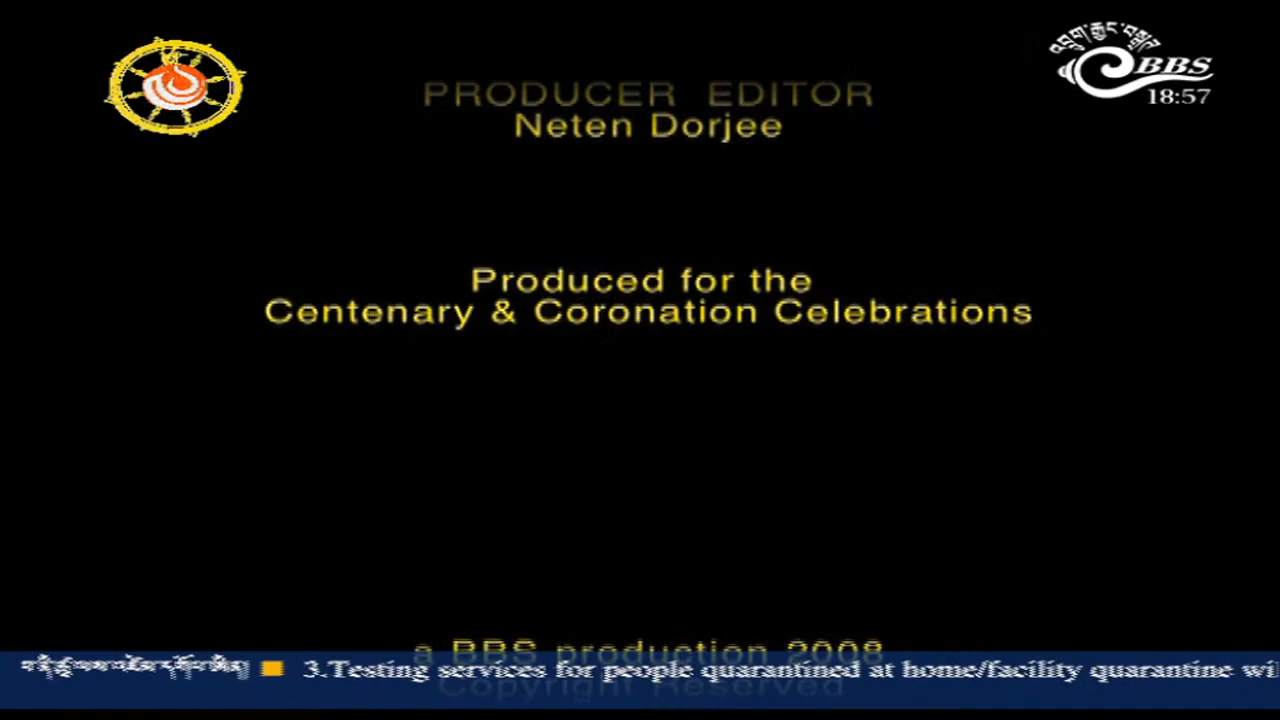 BBS
18:57
PRODUCER EDITOR
Neten Dorjee
Produced for the
Centenary & Coronation Celebrations
a BBS production 2008
Copyright Reserved
3.Testing services for people quarantined at home/facility quarantine wi